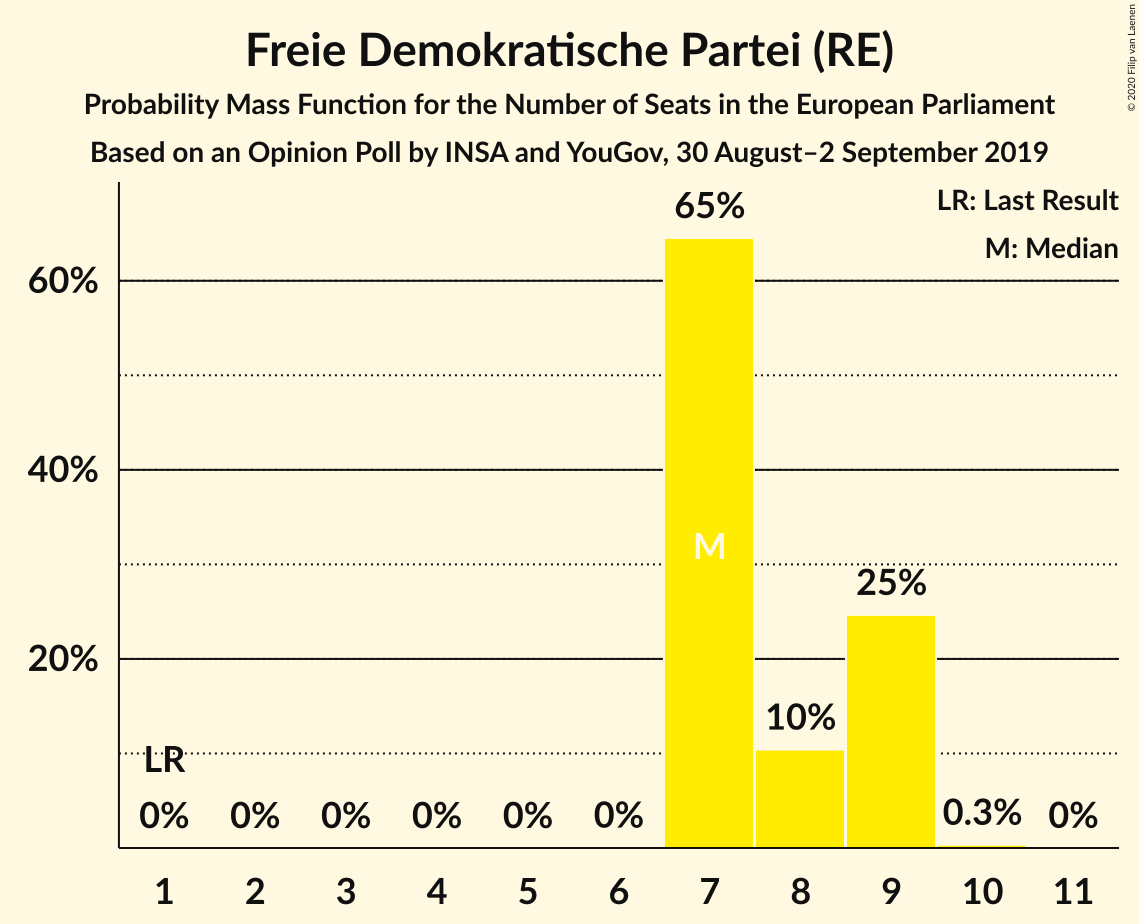 Freie Demokratische Partei (RE)
Probability Mass Function for the Number of Seats in the European Parliament
Based on an Opinion Poll by INSA and YouGov, 30 August–2 September 2019
© 2020 Filip van Laenen
LR: Last Result
M: Median
60%
40%
20%
65%
M
25%
10%
LR
0%
0%
0%
0%
0%
0%
0.3%
0%
1 2 3 4 5 6 7 8 9 10 11